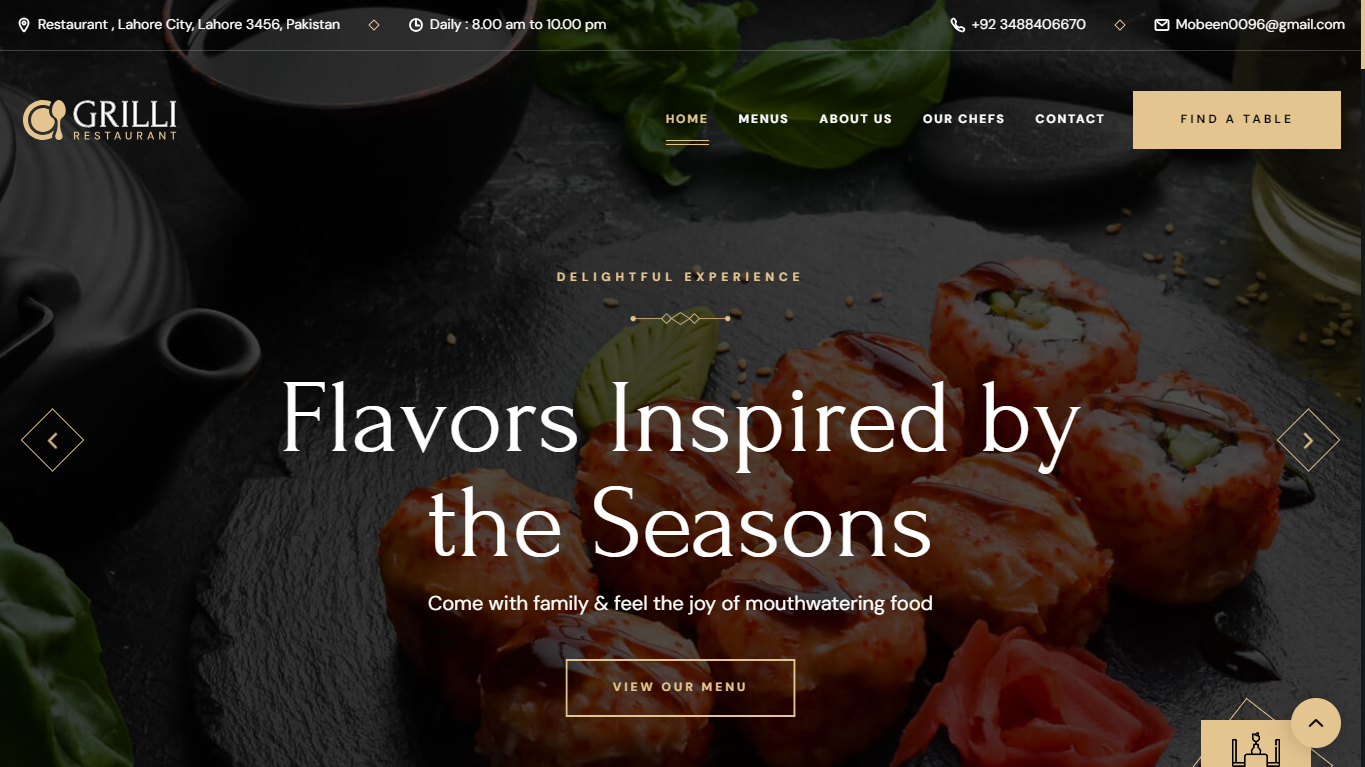 Restaurant , Lahore City, Lahore 3456, Pakistan
Daily : 8.00 am to 10.00 pm
+92 3488406670
Mobeen0096@gmail.com
GRILLI
RESTAURANT
HOME
MENUS
ABOUT US
OUR CHEFS
CONTACT
FIND A TABLE
DELIGHTFUL EXPERIENCE
Flavors Inspired by
the Seasons
Come with family & feel the joy of mouthwatering food
VIEW OUR MENU